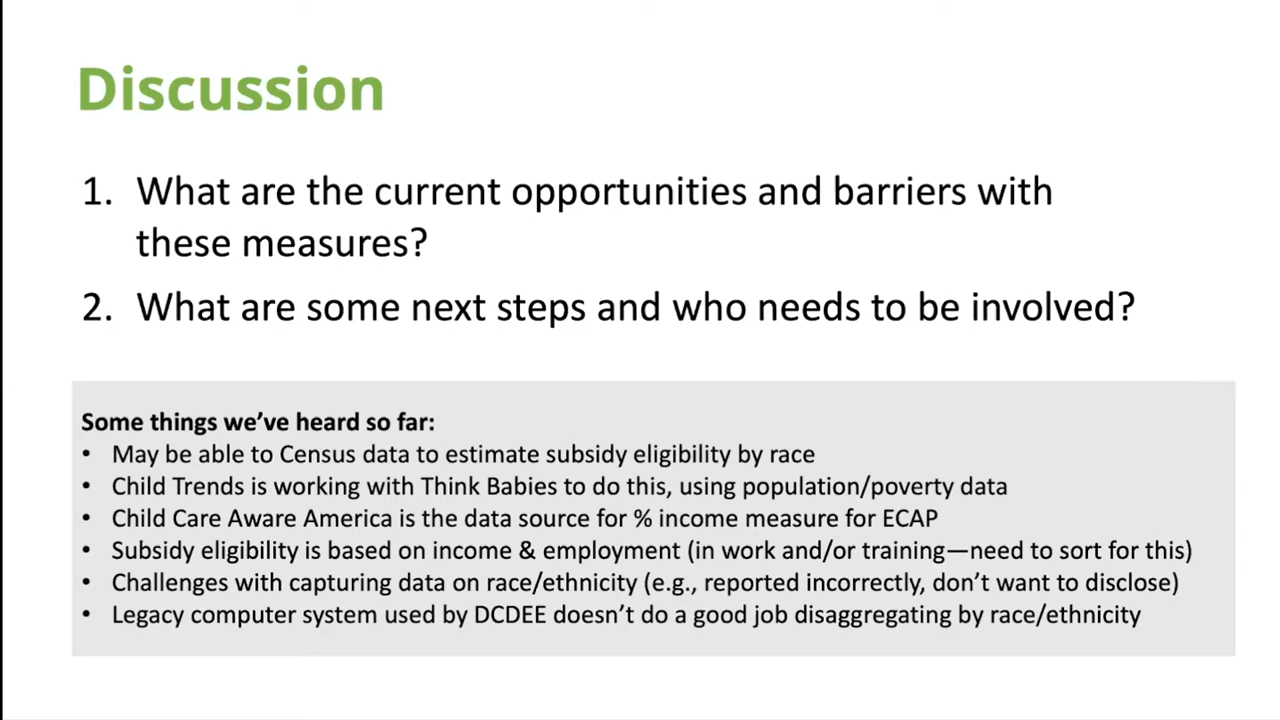 Discussion
1. What are the current opportunities and barriers with
these measures?
2. What are some next steps and who needs to be involved?
Some things we’ve heard so far:
• May be able to Census data to estimate subsidy eligibility by race
• Child Trends is working with Think Babies to do this, using population/poverty data
• Child Care Aware America is the data source for % income measure for ECAP
• Subsidy eligibility is based on income & employment (in work and/or training—need to sort for this)
• Challenges with capturing data on race/ethnicity (e.g., reported incorrectly, don’t want to disclose)
• Legacy computer system used by DCDEE doesn’t do a good job disaggregating by race/ethnicity